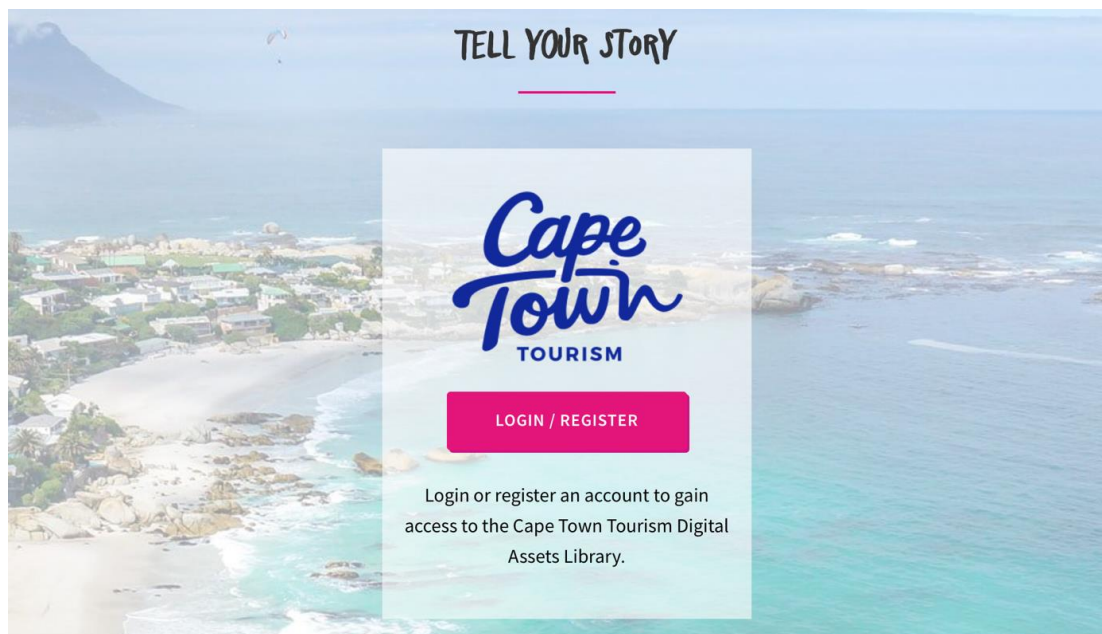 TELL YOUR STORY
Cape
Town
TOURISM
LOGIN / REGISTER
Login or register an account to gain
access to the Cape Town Tourism Digital
Assets Library.